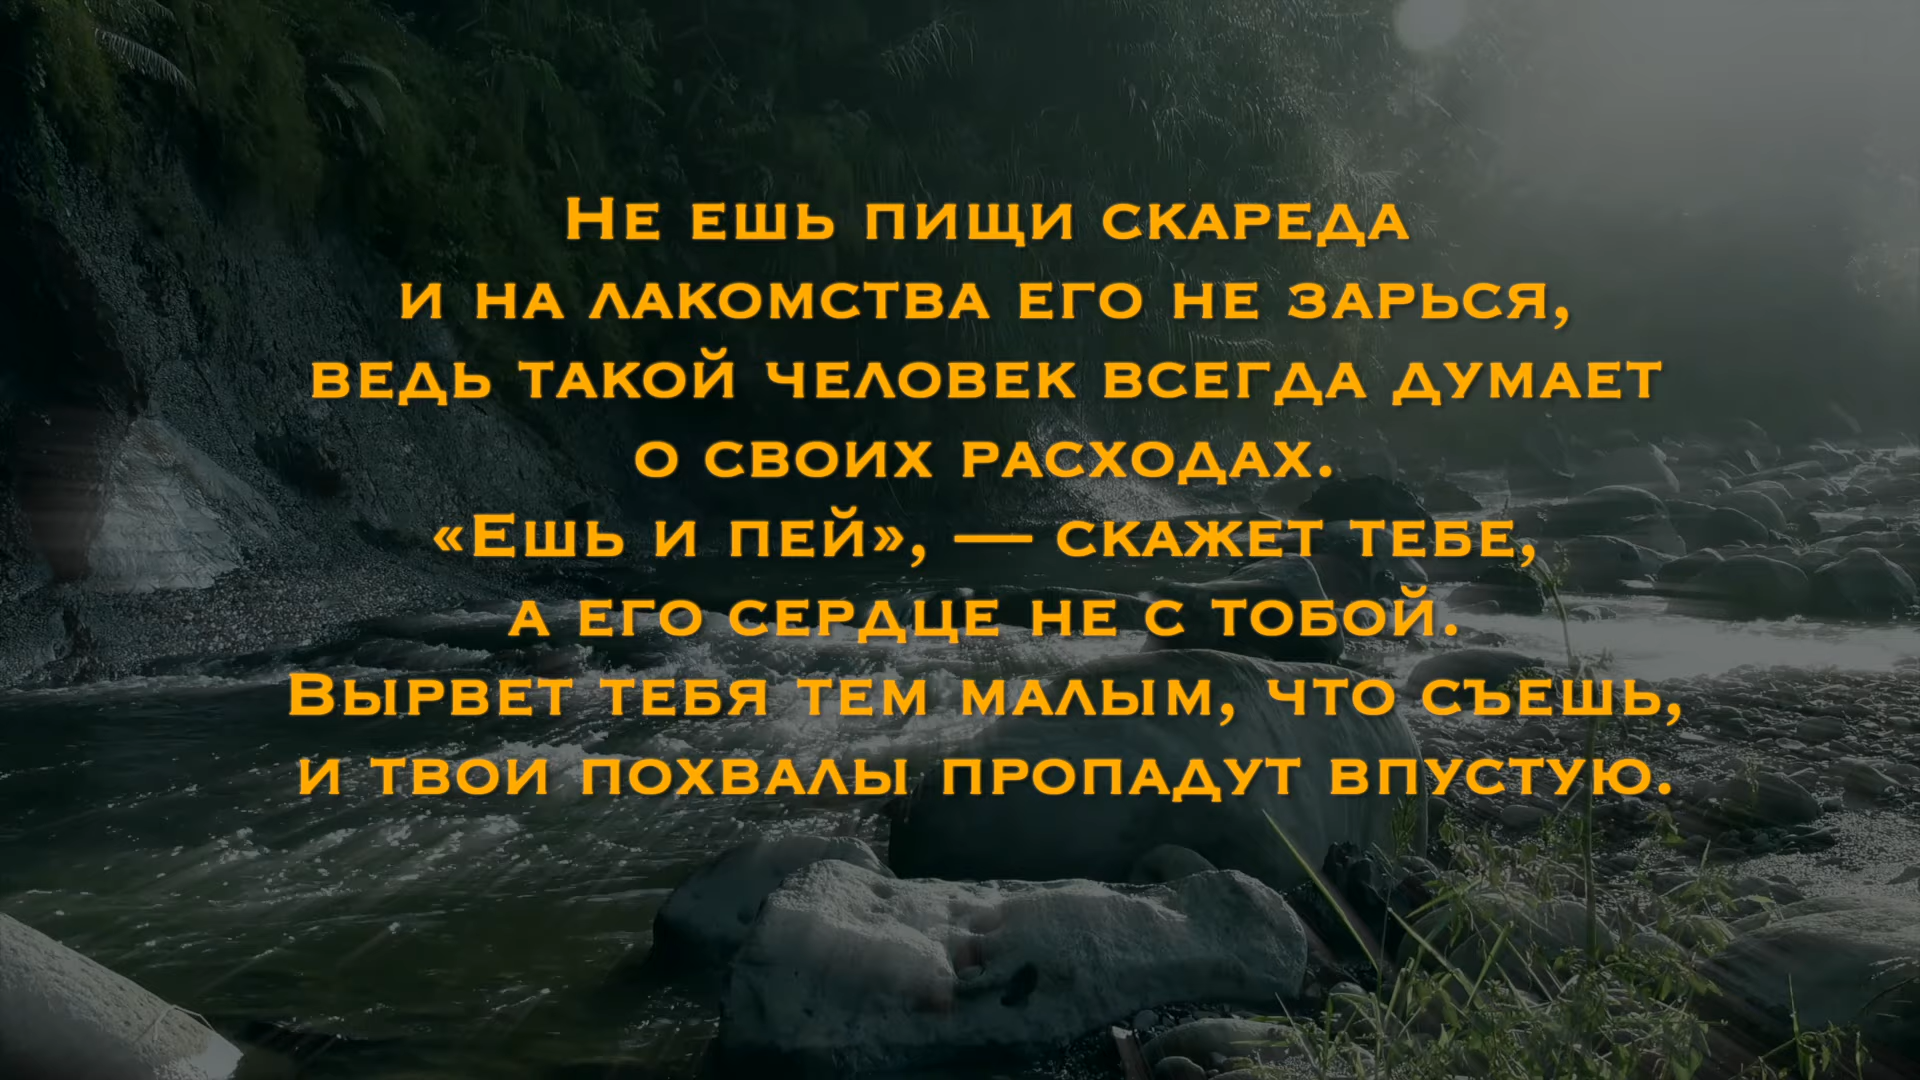 Не ешь пищи скареда
и на лакомства его не зарься,
ведь такой человек всегда думает
о своих расходах.
«Ешь и пей», — скажет тебе,
а его сердце не с тобой.
Вырвет тебя тем малым, что съешь,
и твои похвалы пропадут впустую.